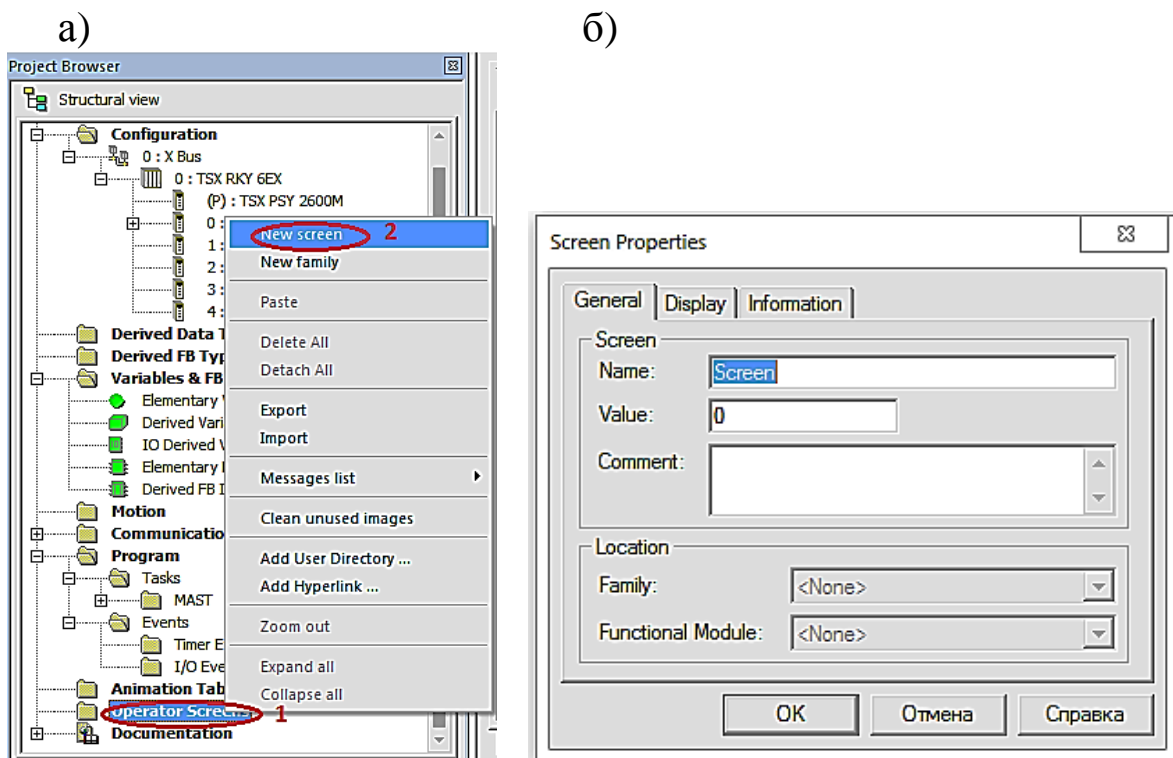 а)
б)
Project Browser
Structural view
Configuration
0 : X Bus
0 : TSX RKY 6EX
(P) : TSX PSY 2600M
0 :
1 :
2 :
3 :
4 :
Derived Data T
Derived FB Typ
Variables & FB
Elementary
Derived Vari
IO Derived V
Elementary
Derived FB I
Motion
Communicatio
Program
Tasks
MAST
Events
Timer E
I/O Eve
Animation Tab
Operator Scree 1
Documentation
New screen 2
New family
Paste
Delete All
Detach All
Export
Import
Messages list
Clean unused images
Add User Directory ...
Add Hyperlink ...
Zoom out
Expand all
Collapse all
Screen Properties
General Display Information
Screen
Name: Screen
Value: 0
Comment:
Location
Family: <None>
Functional Module: <None>
OK Отмена Справка